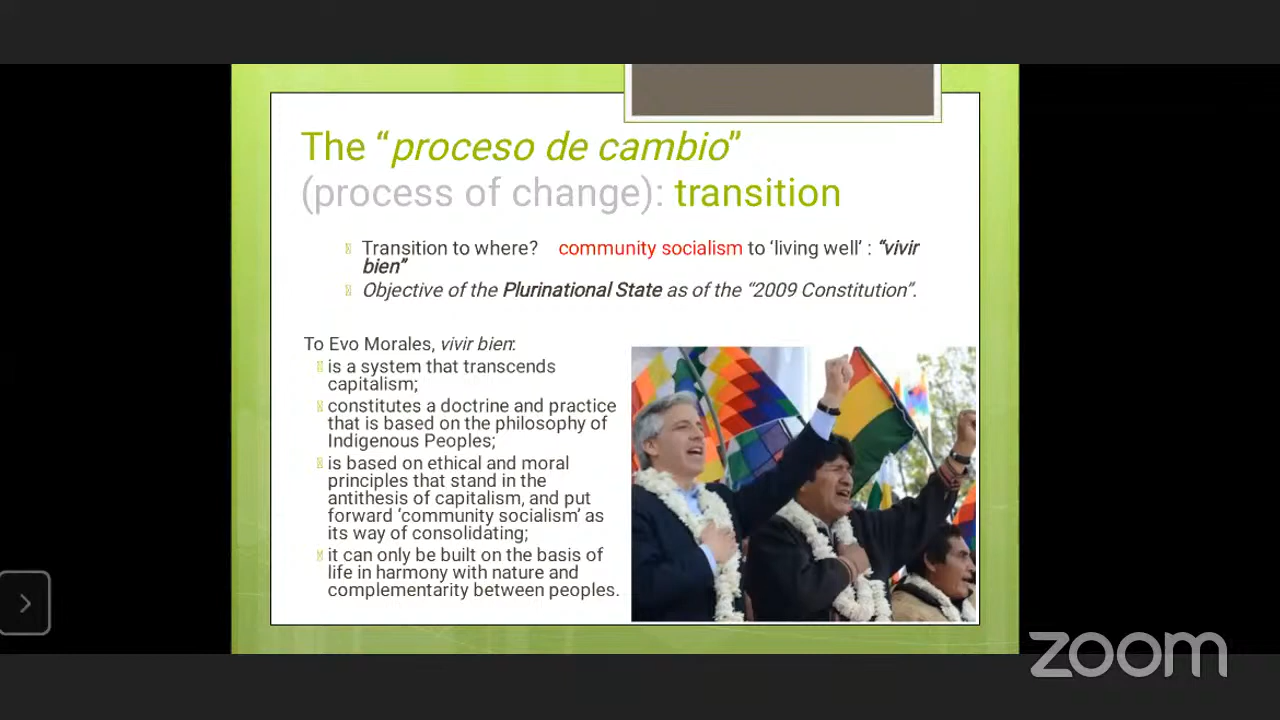 The “proceso de cambio”
(process of change): transition
Transition to where? community socialism to ‘living well’ : “vivir
bien”
Objective of the Plurinational State as of the “2009 Constitution”.
To Evo Morales, vivir bien:
is a system that transcends
capitalism;
constitutes a doctrine and practice
that is based on the philosophy of
Indigenous Peoples;
is based on ethical and moral
principles that stand in the
antithesis of capitalism, and put
forward ‘community socialism’ as
its way of consolidating;
it can only be built on the basis of
life in harmony with nature and
complementarity between peoples.
zoom